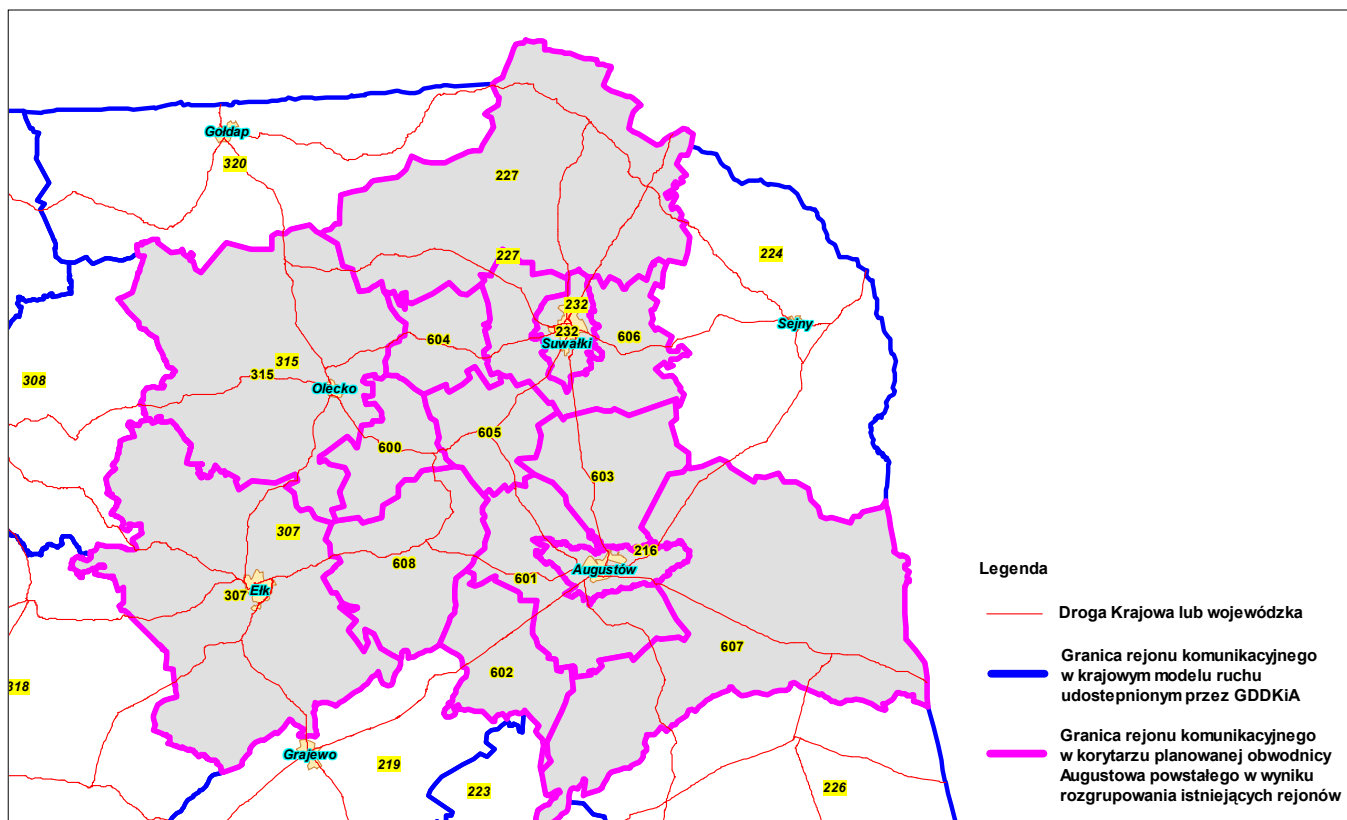 Gołdap
320
227
227
224
232
232
Suwałki
606
Sejny
604
315
315
Olecko
308
600
605
603
307
608
216
601
Augustów
Ełk
307
607
602
318
Grajewo
219
223
226
Legenda
Droga Krajowa lub wojewódzka
Granica rejonu komunikacyjnego
w krajowym modelu ruchu
udostepnionym przez GDDKiA
Granica rejonu komunikacyjnego
w korytarzu planowanej obwodnicy
Augustowa powstałego w wyniku
rozgrupowania istniejących rejonów